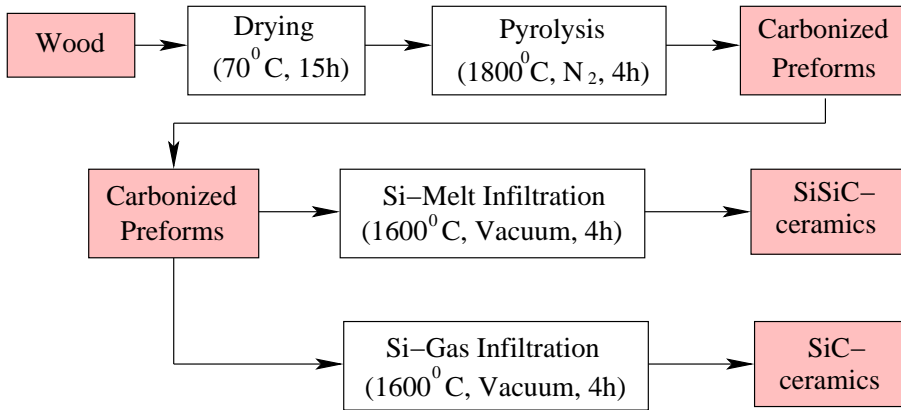 Wood
Drying
(70⁰C, 15h)
Pyrolysis
(1800⁰C, N₂, 4h)
Carbonized
Preforms
Carbonized
Preforms
Si–Melt Infiltration
(1600⁰C, Vacuum, 4h)
SiSiC–
ceramics
Si–Gas Infiltration
(1600⁰C, Vacuum, 4h)
SiC–
ceramics